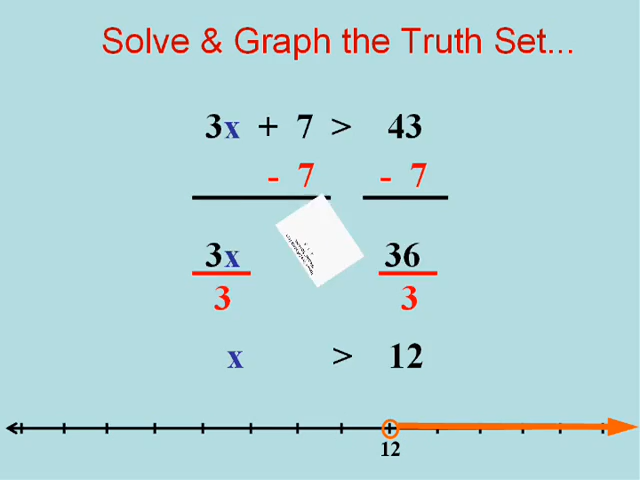 Solve & Graph the Truth Set...
3x + 7 > 43
- 7 - 7
3x 36
3 3
x > 12
12